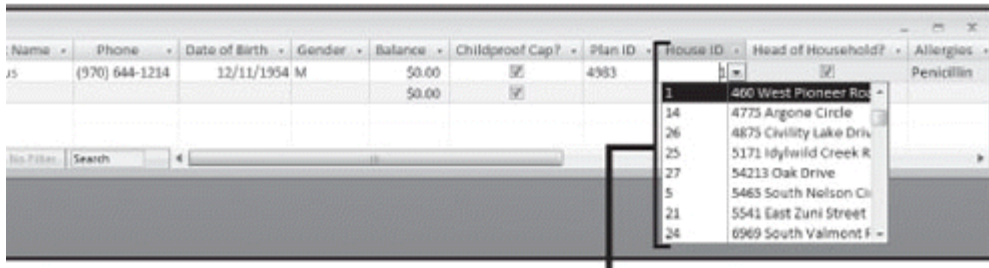 Name Phone Date of Birth Gender Balance Childproof Cap? Plan ID House ID Head of Household? Allergies
us (970) 644-1214 12/11/1954 M $0.00 4983 1 Penicillin
$0.00
1 460 West Pioneer Roa
14 4775 Argone Circle
26 4875 Civility Lake Driv
No Filter Search 25 5171 Idylwild Creek R
27 54213 Oak Drive
5 5465 South Nelson Cir
21 5541 East Zuni Street
24 6969 South Valmont F